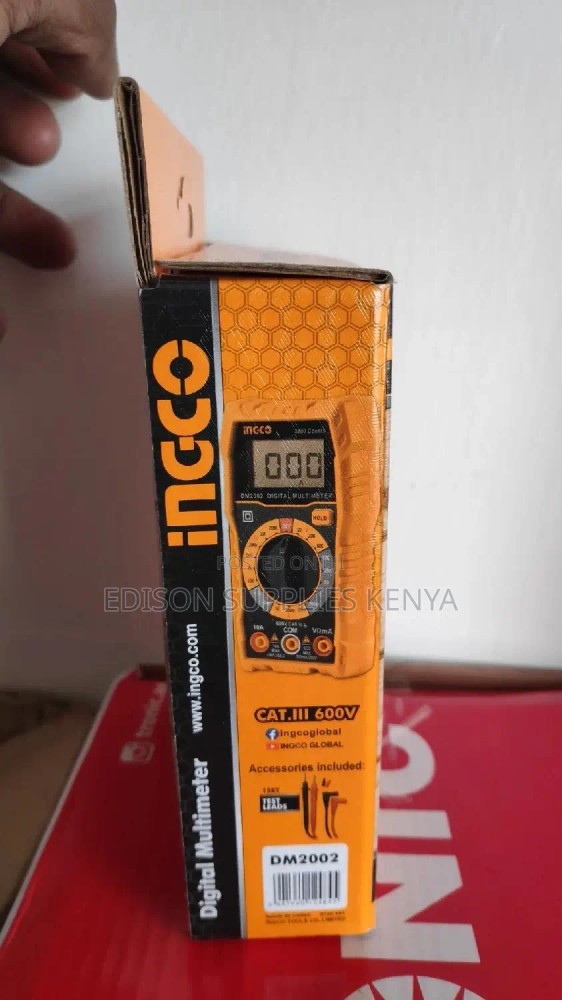 INGCO
Digital Multimeter
www.ingco.com
INGCO
000
DM2002 DIGITAL MULTIMETER
HOLD
10A
COM
VΩmA
CAT.III 600V
ingcoglobal
INGCO GLOBAL
Accessories included:
1SET
TEST
LEADS
DM2002
POSTED ON
EDISON SUPPLIES KENYA